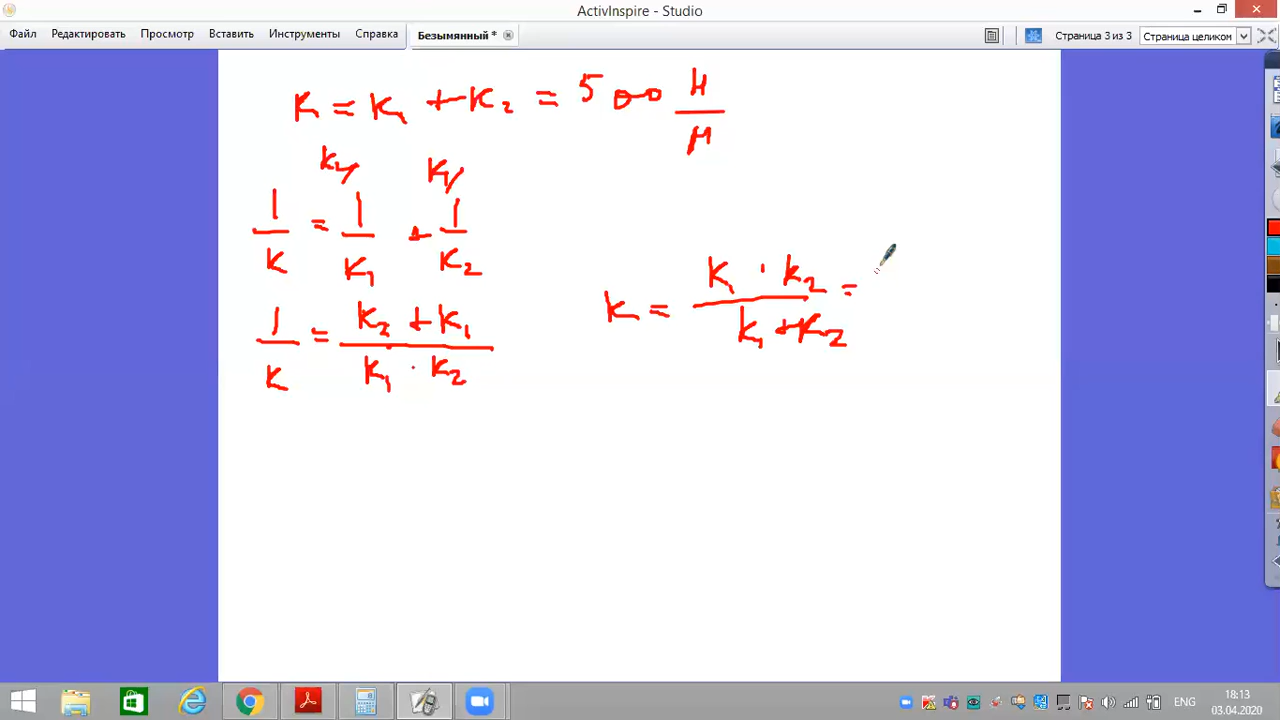 ActivInspire - Studio
Файл Редактировать Просмотр Вставить Инструменты Справка Безымянный * Страница 3 из 3 Страница целиком
K = K₁ + K₂ = 500 Н/м
K₂/ K₁/
1/K = 1/K₁ + 1/K₂
K = K₁ · K₂ / K₁ + K₂ =
1/K = K₂ + K₁ / K₁ · K₂
ENG 18:13 03.04.2020